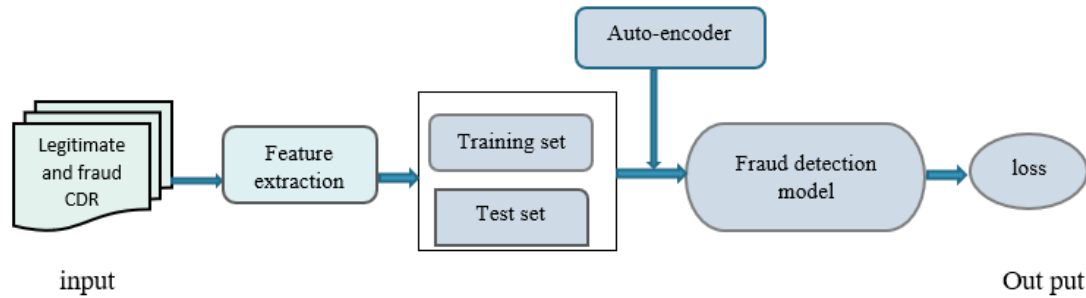 Auto-encoder
Legitimate
and fraud
CDR
Feature
extraction
Training set
Test set
Fraud detection
model
loss
input
Out put